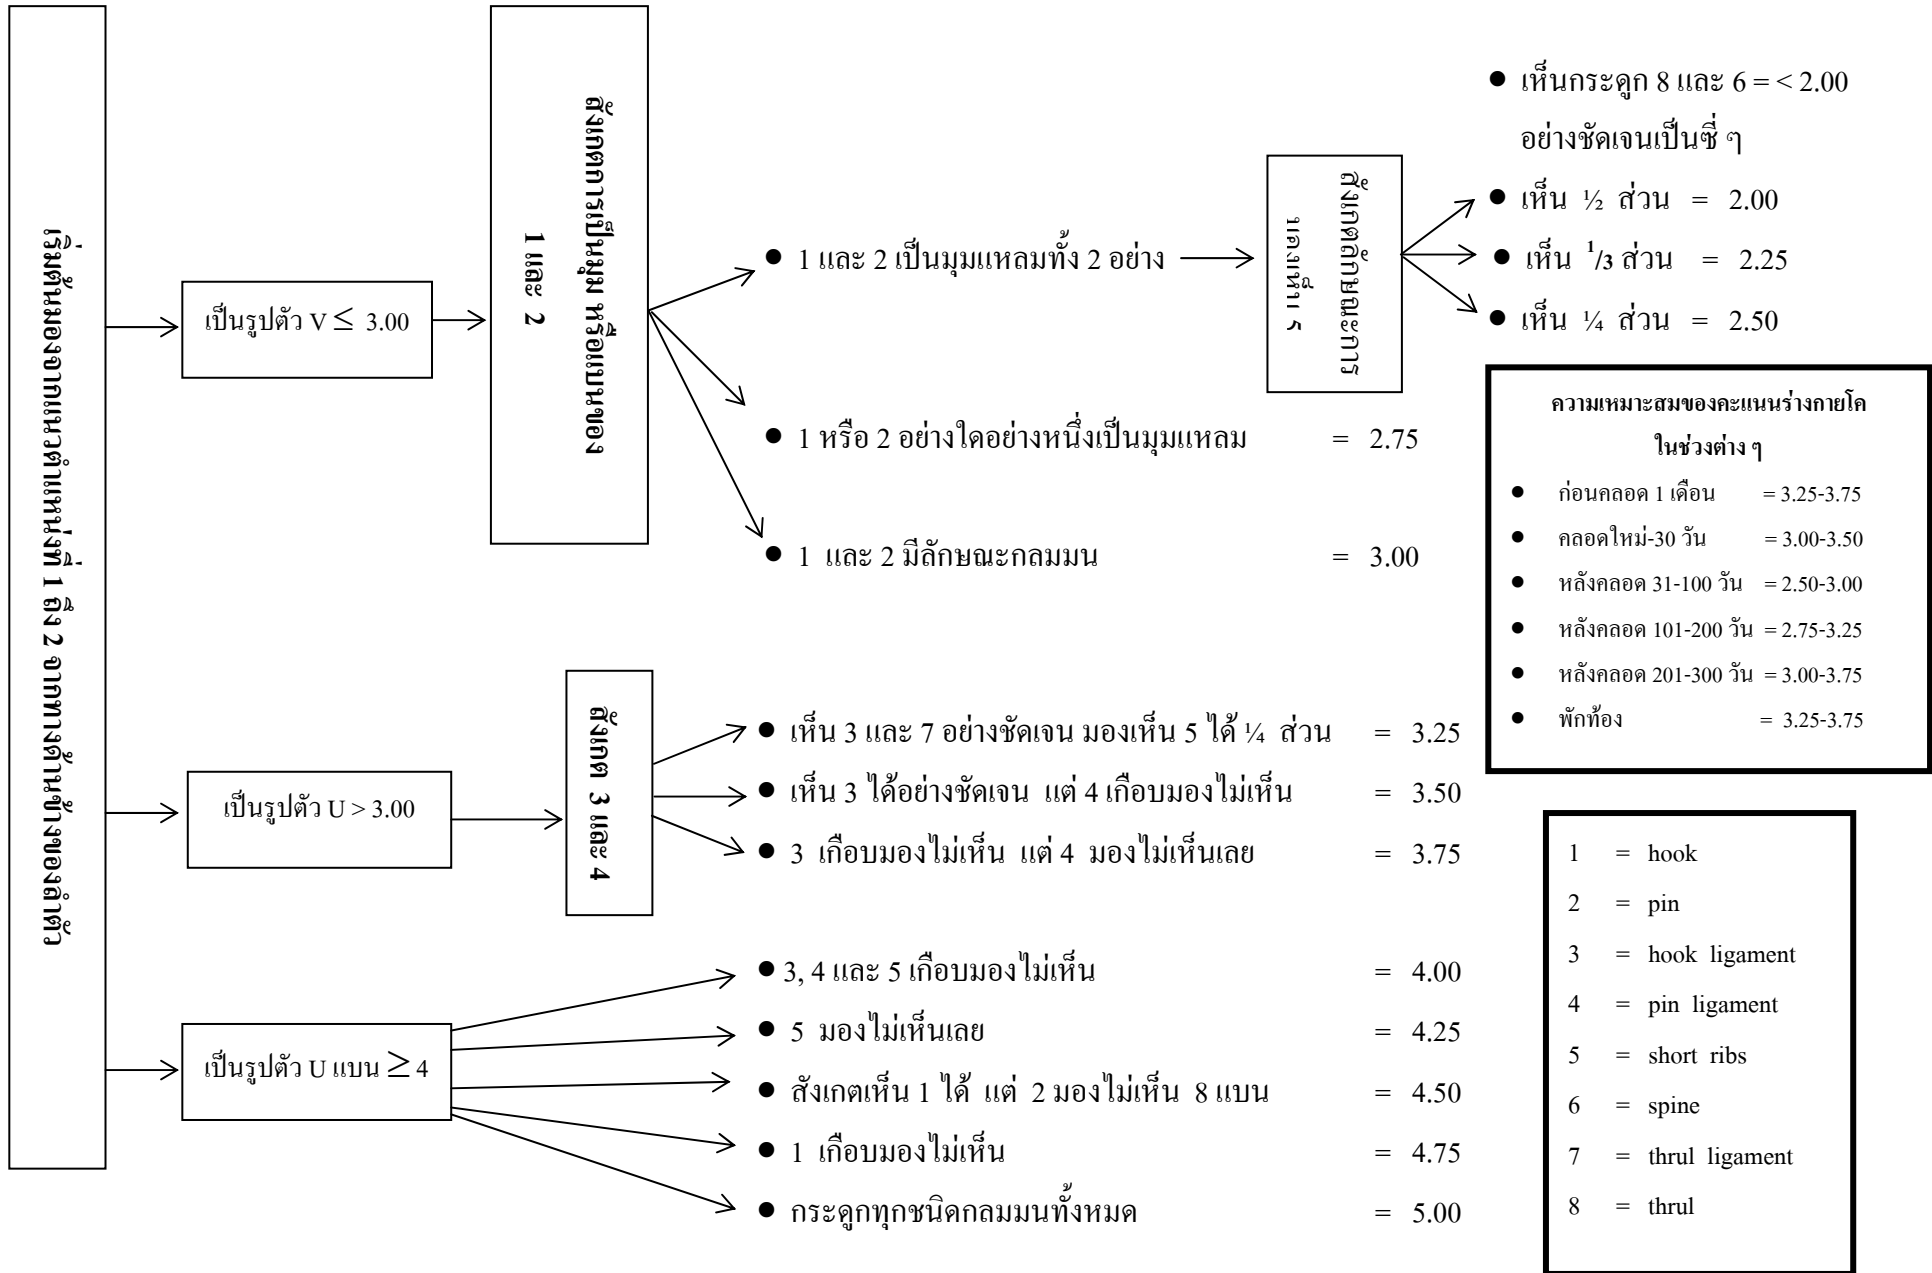 เริ่มต้นมองจากแนวตำแหน่งที่ 1 ถึง 2 จากทางด้านข้างของลำตัว
เป็นรูปตัว V ≤ 3.00
สังเกตการเป็นมุม หรือแบนของ
1 และ 2
● 1 และ 2 เป็นมุมแหลมทั้ง 2 อย่าง
สังเกตลักษณะการ
มองเห็น 5
● เห็นกระดูก 8 และ 6 = < 2.00
อย่างชัดเจนเป็นซี่ ๆ
● เห็น ½ ส่วน = 2.00
● เห็น 1/3 ส่วน = 2.25
● เห็น ¼ ส่วน = 2.50
● 1 หรือ 2 อย่างใดอย่างหนึ่งเป็นมุมแหลม = 2.75
● 1 และ 2 มีลักษณะกลมมน = 3.00
เป็นรูปตัว U > 3.00
สังเกต 3 และ 4
● เห็น 3 และ 7 อย่างชัดเจน มองเห็น 5 ได้ ¼ ส่วน = 3.25
● เห็น 3 ได้อย่างชัดเจน แต่ 4 เกือบมองไม่เห็น = 3.50
● 3 เกือบมองไม่เห็น แต่ 4 มองไม่เห็นเลย = 3.75
เป็นรูปตัว U แบน ≥ 4
● 3, 4 และ 5 เกือบมองไม่เห็น = 4.00
● 5 มองไม่เห็นเลย = 4.25
● สังเกตเห็น 1 ได้ แต่ 2 มองไม่เห็น 8 แบน = 4.50
● 1 เกือบมองไม่เห็น = 4.75
● กระดูกทุกชนิดกลมมนทั้งหมด = 5.00
ความเหมาะสมของคะแนนร่างกายโค
ในช่วงต่าง ๆ
● ก่อนคลอด 1 เดือน = 3.25-3.75
● คลอดใหม่-30 วัน = 3.00-3.50
● หลังคลอด 31-100 วัน = 2.50-3.00
● หลังคลอด 101-200 วัน = 2.75-3.25
● หลังคลอด 201-300 วัน = 3.00-3.75
● พักท้อง = 3.25-3.75
1 = hook
2 = pin
3 = hook ligament
4 = pin ligament
5 = short ribs
6 = spine
7 = thrul ligament
8 = thrul